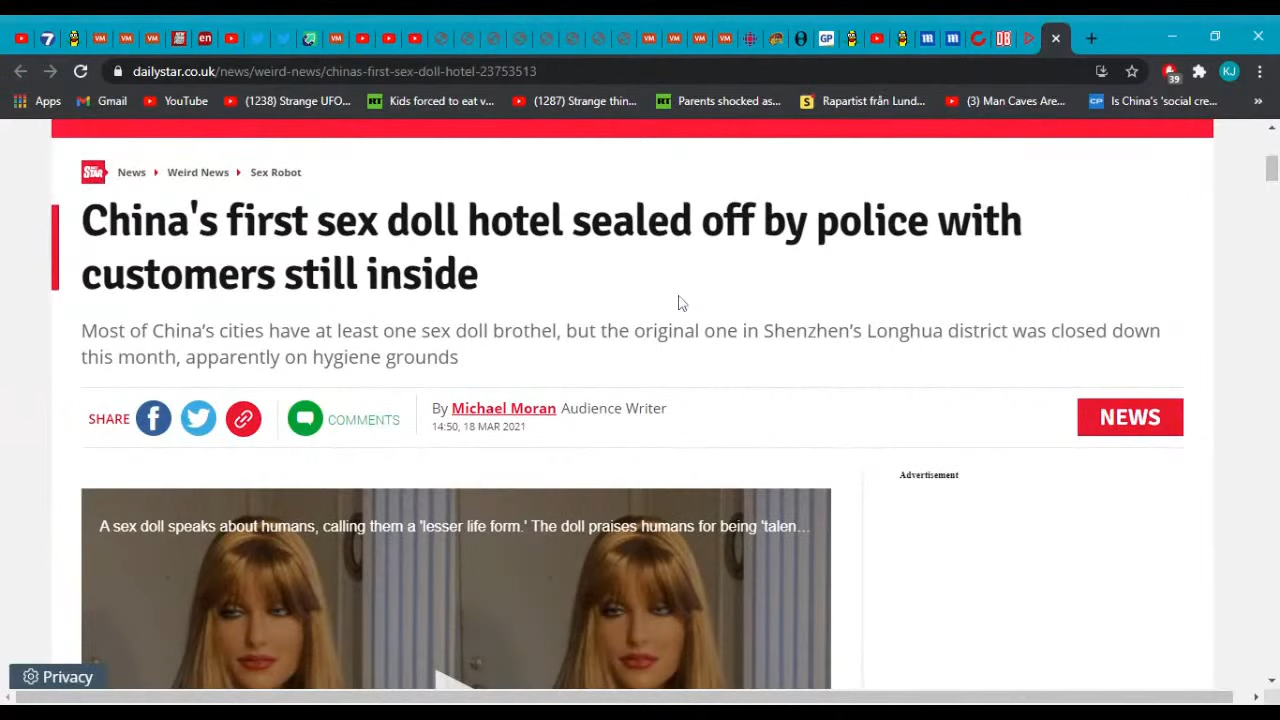 dailystar.co.uk/news/weird-news/chinas-first-sex-doll-hotel-23753513
39
KJ
Apps Gmail YouTube (1238) Strange UFO... Kids forced to eat v... (1287) Strange thin... Parents shocked as... Rapartist från Lund... (3) Man Caves Are... Is China's 'social cre... »
News Weird News Sex Robot
China's first sex doll hotel sealed off by police with
customers still inside
Most of China's cities have at least one sex doll brothel, but the original one in Shenzhen's Longhua district was closed down
this month, apparently on hygiene grounds
SHARE COMMENTS By Michael Moran Audience Writer
14:50, 18 MAR 2021
NEWS
Advertisement
A sex doll speaks about humans, calling them a 'lesser life form.' The doll praises humans for being 'talen...
Privacy